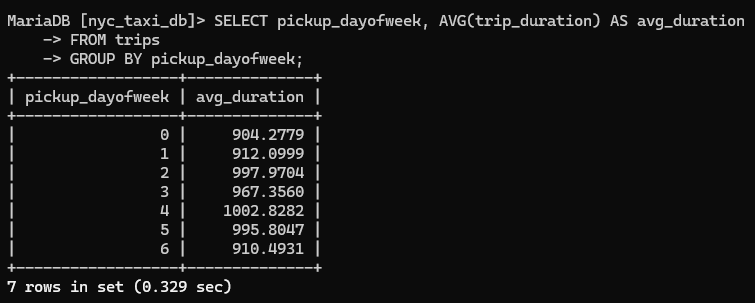 MariaDB [nyc_taxi_db]> SELECT pickup_dayofweek, AVG(trip_duration) AS avg_duration
    -> FROM trips
    -> GROUP BY pickup_dayofweek;
+------------------+--------------+
| pickup_dayofweek | avg_duration |
+------------------+--------------+
|                0 |     904.2779 |
|                1 |     912.0999 |
|                2 |     997.9704 |
|                3 |     967.3560 |
|                4 |    1002.8282 |
|                5 |     995.8047 |
|                6 |     910.4931 |
+------------------+--------------+
7 rows in set (0.329 sec)